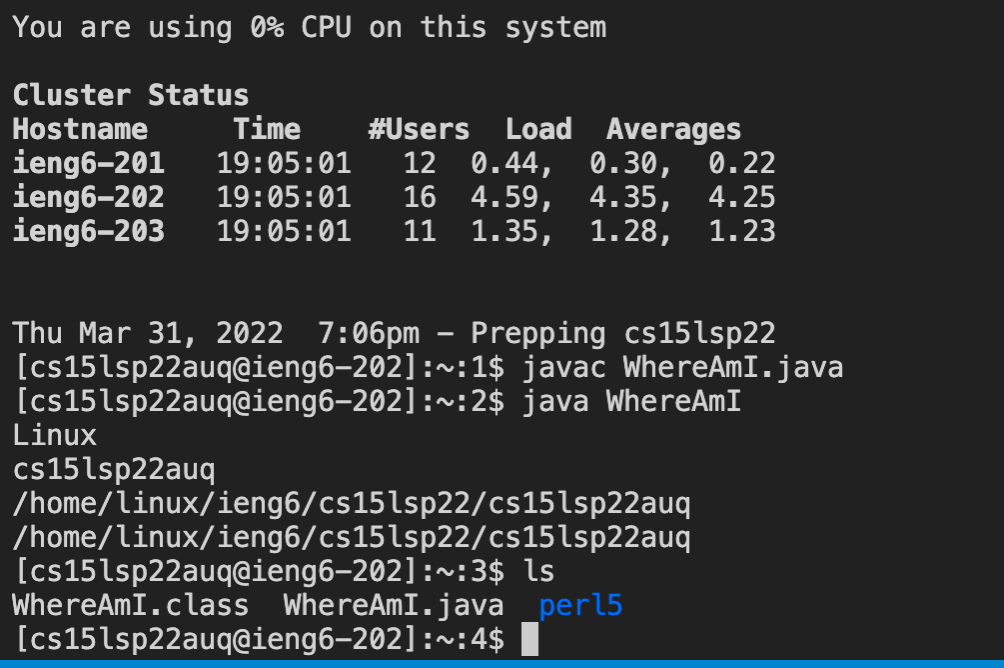 You are using 0% CPU on this system
Cluster Status
Hostname     Time    #Users  Load  Averages
ieng6-201   19:05:01   12  0.44,  0.30,  0.22
ieng6-202   19:05:01   16  4.59,  4.35,  4.25
ieng6-203   19:05:01   11  1.35,  1.28,  1.23
Thu Mar 31, 2022  7:06pm - Prepping cs15lsp22
[cs15lsp22auq@ieng6-202]:~:1$ javac WhereAmI.java
[cs15lsp22auq@ieng6-202]:~:2$ java WhereAmI
Linux
cs15lsp22auq
/home/linux/ieng6/cs15lsp22/cs15lsp22auq
/home/linux/ieng6/cs15lsp22/cs15lsp22auq
[cs15lsp22auq@ieng6-202]:~:3$ ls
WhereAmI.class  WhereAmI.java  perl5
[cs15lsp22auq@ieng6-202]:~:4$